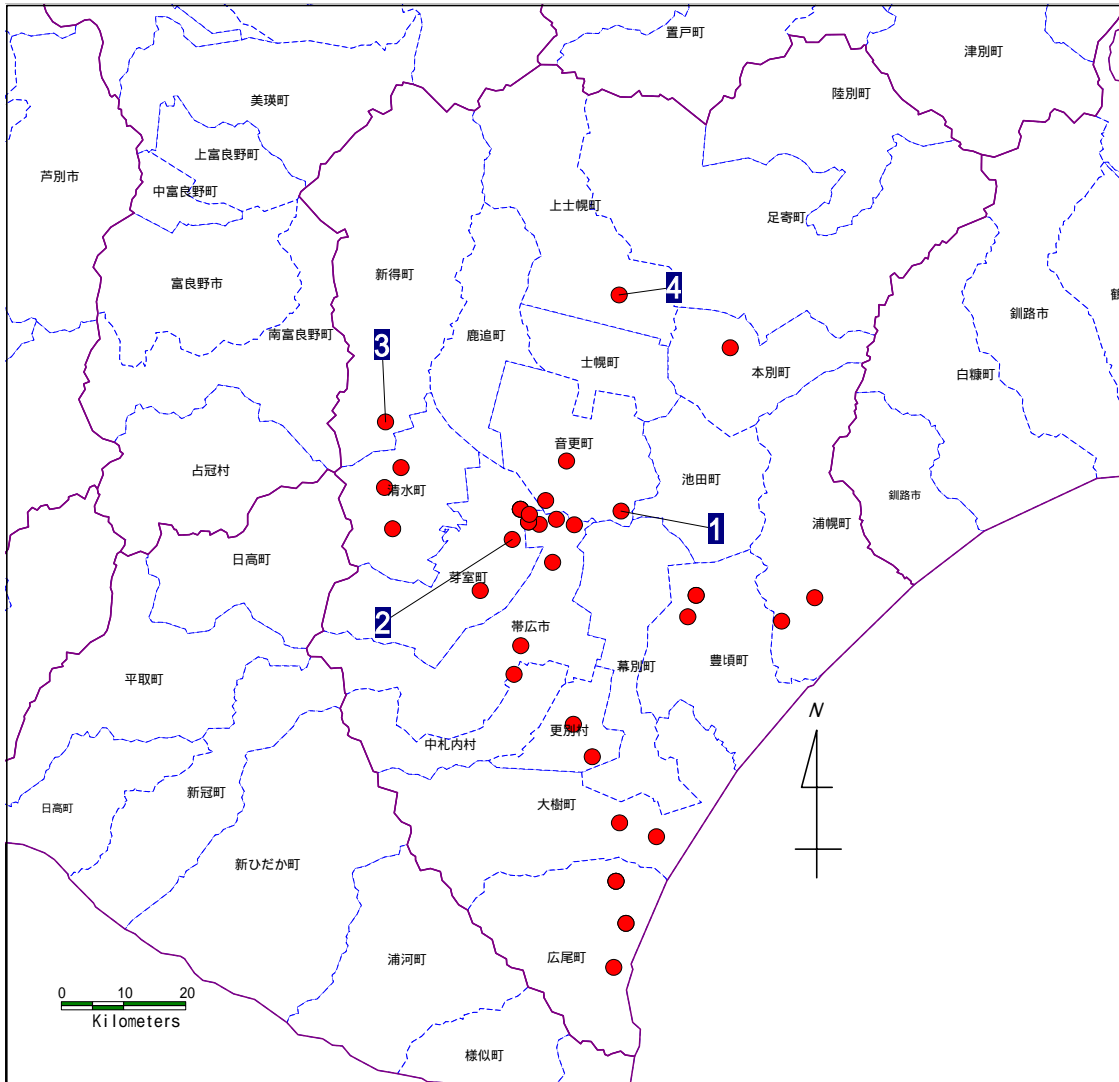 置戸町
津別町
美瑛町
陸別町
上富良野町
芦別市
中富良野町
上士幌町
足寄町
新得町
富良野市
4
釧路市
南富良野町
鹿追町
3
士幌町
本別町
白糠町
音更町
占冠村
池田町
清水町
釧路市
浦幌町
1
日高町
芽室町
2
帯広市
豊頃町
幕別町
平取町
N
更別村
中札内村
新冠町
日高町
大樹町
新ひだか町
広尾町
浦河町
0 10 20
Kilometers
様似町